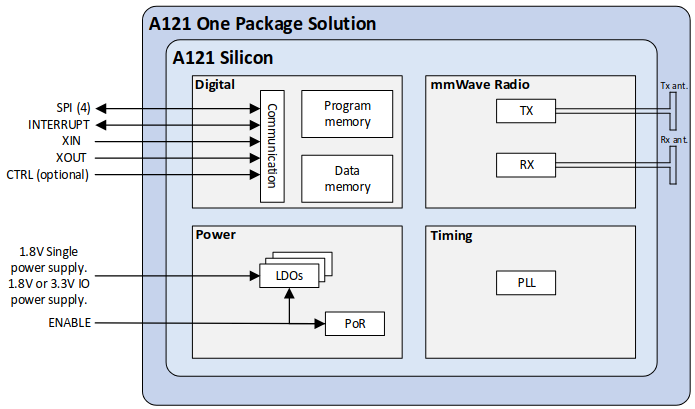 A121 One Package Solution
A121 Silicon
Digital
SPI (4)
INTERRUPT
XIN
XOUT
CTRL (optional)
Communication
Program
memory
Data
memory
mmWave Radio
TX
RX
Tx ant.
Rx ant.
Power
1.8V Single
power supply.
1.8V or 3.3V IO
power supply.
ENABLE
LDOs
PoR
Timing
PLL